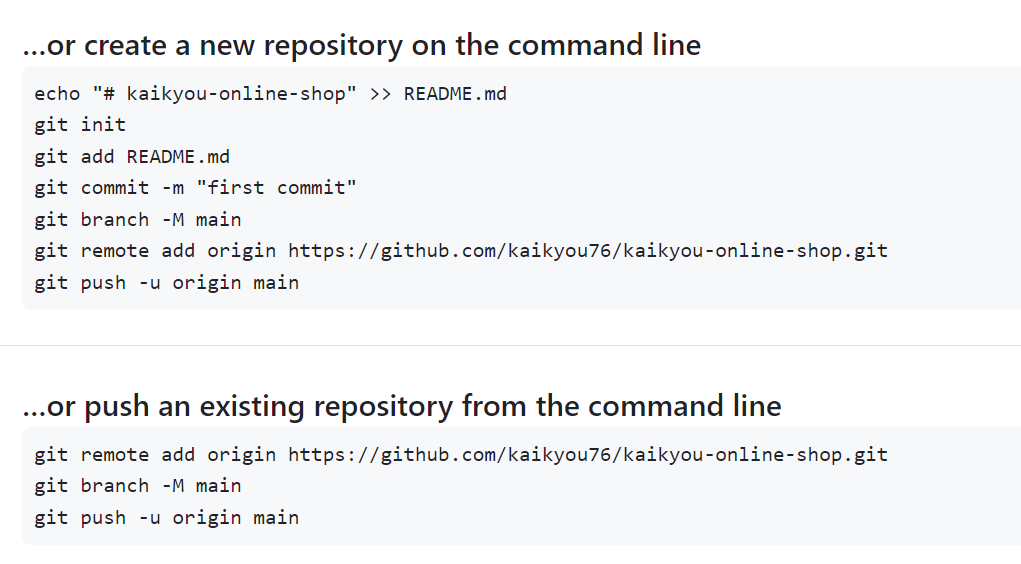 ...or create a new repository on the command line
echo "# kaikyou-online-shop" >> README.md
git init
git add README.md
git commit -m "first commit"
git branch -M main
git remote add origin https://github.com/kaikyou76/kaikyou-online-shop.git
git push -u origin main
...or push an existing repository from the command line
git remote add origin https://github.com/kaikyou76/kaikyou-online-shop.git
git branch -M main
git push -u origin main